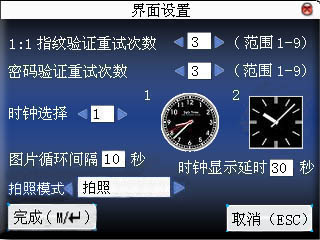 界面设置
1:1 指纹验证重试次数 3 (范围 1-9)
密码验证重试次数 3 (范围 1-9)
时钟选择 1 1 2
图片循环间隔 10 秒
时钟显示延时 30 秒
拍照模式 拍照
完成(M/↵) 取消(ESC)